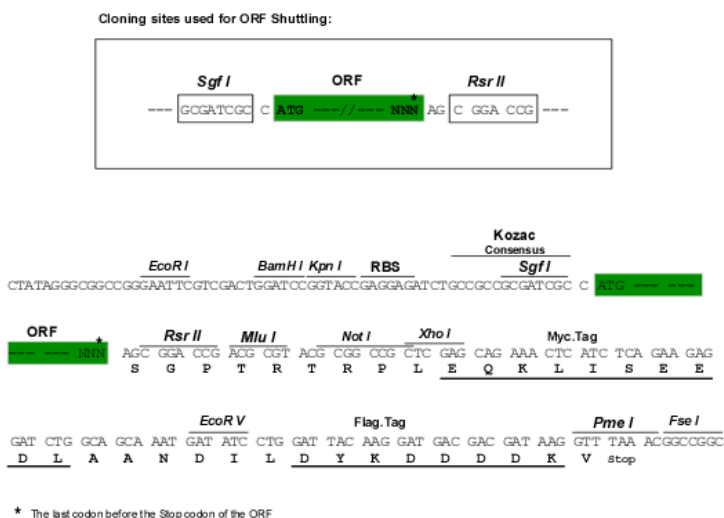 Cloning sites used for ORF Shuttling:
Sgf I ORF Rsr II
--- GCGATCGC C ATG ---//--- NNN* AG C GGA CCG ---
Kozac
Consensus
EcoR I BamH I Kpn I RBS Sgf I
CTATAGGGCGGCCGGGAATTCGTCGACTGGATCCGGTACCGAGGAGATCTGCCGCCGCGATCGC C ATG --- ---
ORF Rsr II Mlu I Not I Xho I Myc.Tag
--- --- NNN* AGC GGA CCG ACG CGT ACG CGG CCG CTC GAG CAG AAA CTC ATC TCA GAA GAG
S G P T R T R P L E Q K L I S E E
EcoR V Flag.Tag Pme I Fse I
GAT CTG GCA GCA AAT GAT ATC CTG GAT TAC AAG GAT GAC GAC GAT AAG GTT TAA ACGGCCGGC
D L A A N D I L D Y K D D D D K V Stop
* The last codon before the Stop codon of the ORF